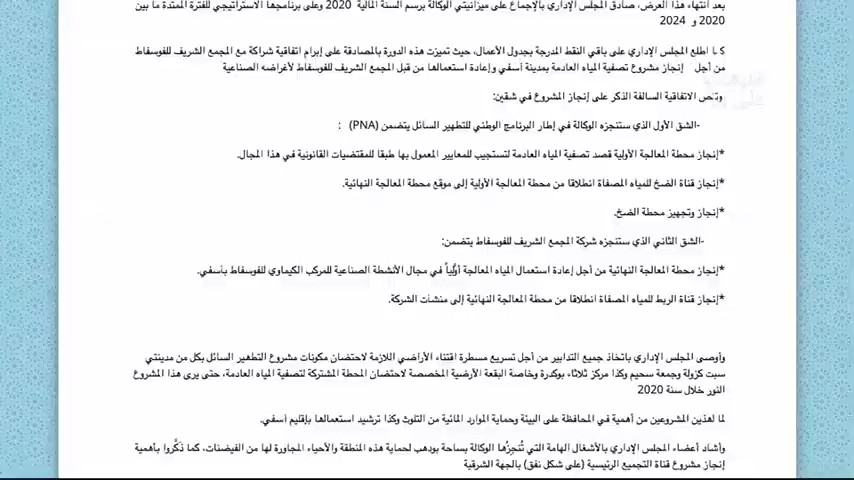 بعد انتهاء هذا العرض، صادق المجلس الإداري بالإجماع على ميزانيتي الوكالة برسم السنة المالية 2020 وعلى برنامجها الاستراتيجي للفترة الممتدة ما بين
2020 و 2024
كما اطلع المجلس الإداري على باقي النقط المدرجة بجدول الأعمال، حيث تميزت هذه الدورة بالمصادقة على إبرام اتفاقية شراكة مع المجمع الشريف للفوسفاط
من أجل إنجاز مشروع تصفية المياه العادمة بمدينة آسفي وإعادة استعمالها من قبل المجمع الشريف للفوسفاط لأغراضه الصناعية
وتنص الاتفاقية السالفة الذكر على إنجاز المشروع في شقين:
-الشق الأول الذي ستنجزه الوكالة في إطار البرنامج الوطني للتطهير السائل يتضمن (PNA) :
*إنجاز محطة المعالجة الأولية قصد تصفية المياه العادمة لتستجيب للمعايير المعمول بها طبقا للمقتضيات القانونية في هذا المجال.
*إنجاز قناة الضخ للمياه المصفاة انطلاقا من محطة المعالجة الأولية إلى موقع محطة المعالجة النهائية.
*إنجاز وتجهيز محطة الضخ.
-الشق الثاني الذي ستنجزه شركة المجمع الشريف للفوسفاط يتضمن:
*إنجاز محطة المعالجة النهائية من أجل إعادة استعمال المياه المعالجة أوَّلياً في مجال الأنشطة الصناعية للمركب الكيماوي للفوسفاط بآسفي.
*إنجاز قناة الربط للمياه المصفاة انطلاقا من محطة المعالجة النهائية إلى منشآت الشركة.
وأوصى المجلس الإداري باتخاذ جميع التدابير من أجل تسريع مسطرة اقتناء الأراضي اللازمة لاحتضان مكونات مشروع التطهير السائل بكل من مدينتي
سبت كزولة وجمعة سحيم وكذا مركز ثلاثاء بوكدرة وخاصة البقعة الأرضية المخصصة لاحتضان المحطة المشتركة لتصفية المياه العادمة، حتى يرى هذا المشروع
النور خلال سنة 2020
لما لهذين المشروعين من أهمية في المحافظة على البيئة وحماية الموارد المائية من التلوث وكذا ترشيد استعمالها بإقليم آسفي.
وأشاد أعضاء المجلس الإداري بالأشغال الهامة التي تُنجِزُها الوكالة بساحة بودهب لحماية هذه المنطقة والأحياء المجاورة لها من الفيضانات، كما ذَكَّروا بأهمية
إنجاز مشروع قناة التجميع الرئيسية (على شكل نفق) بالجهة الشرقية